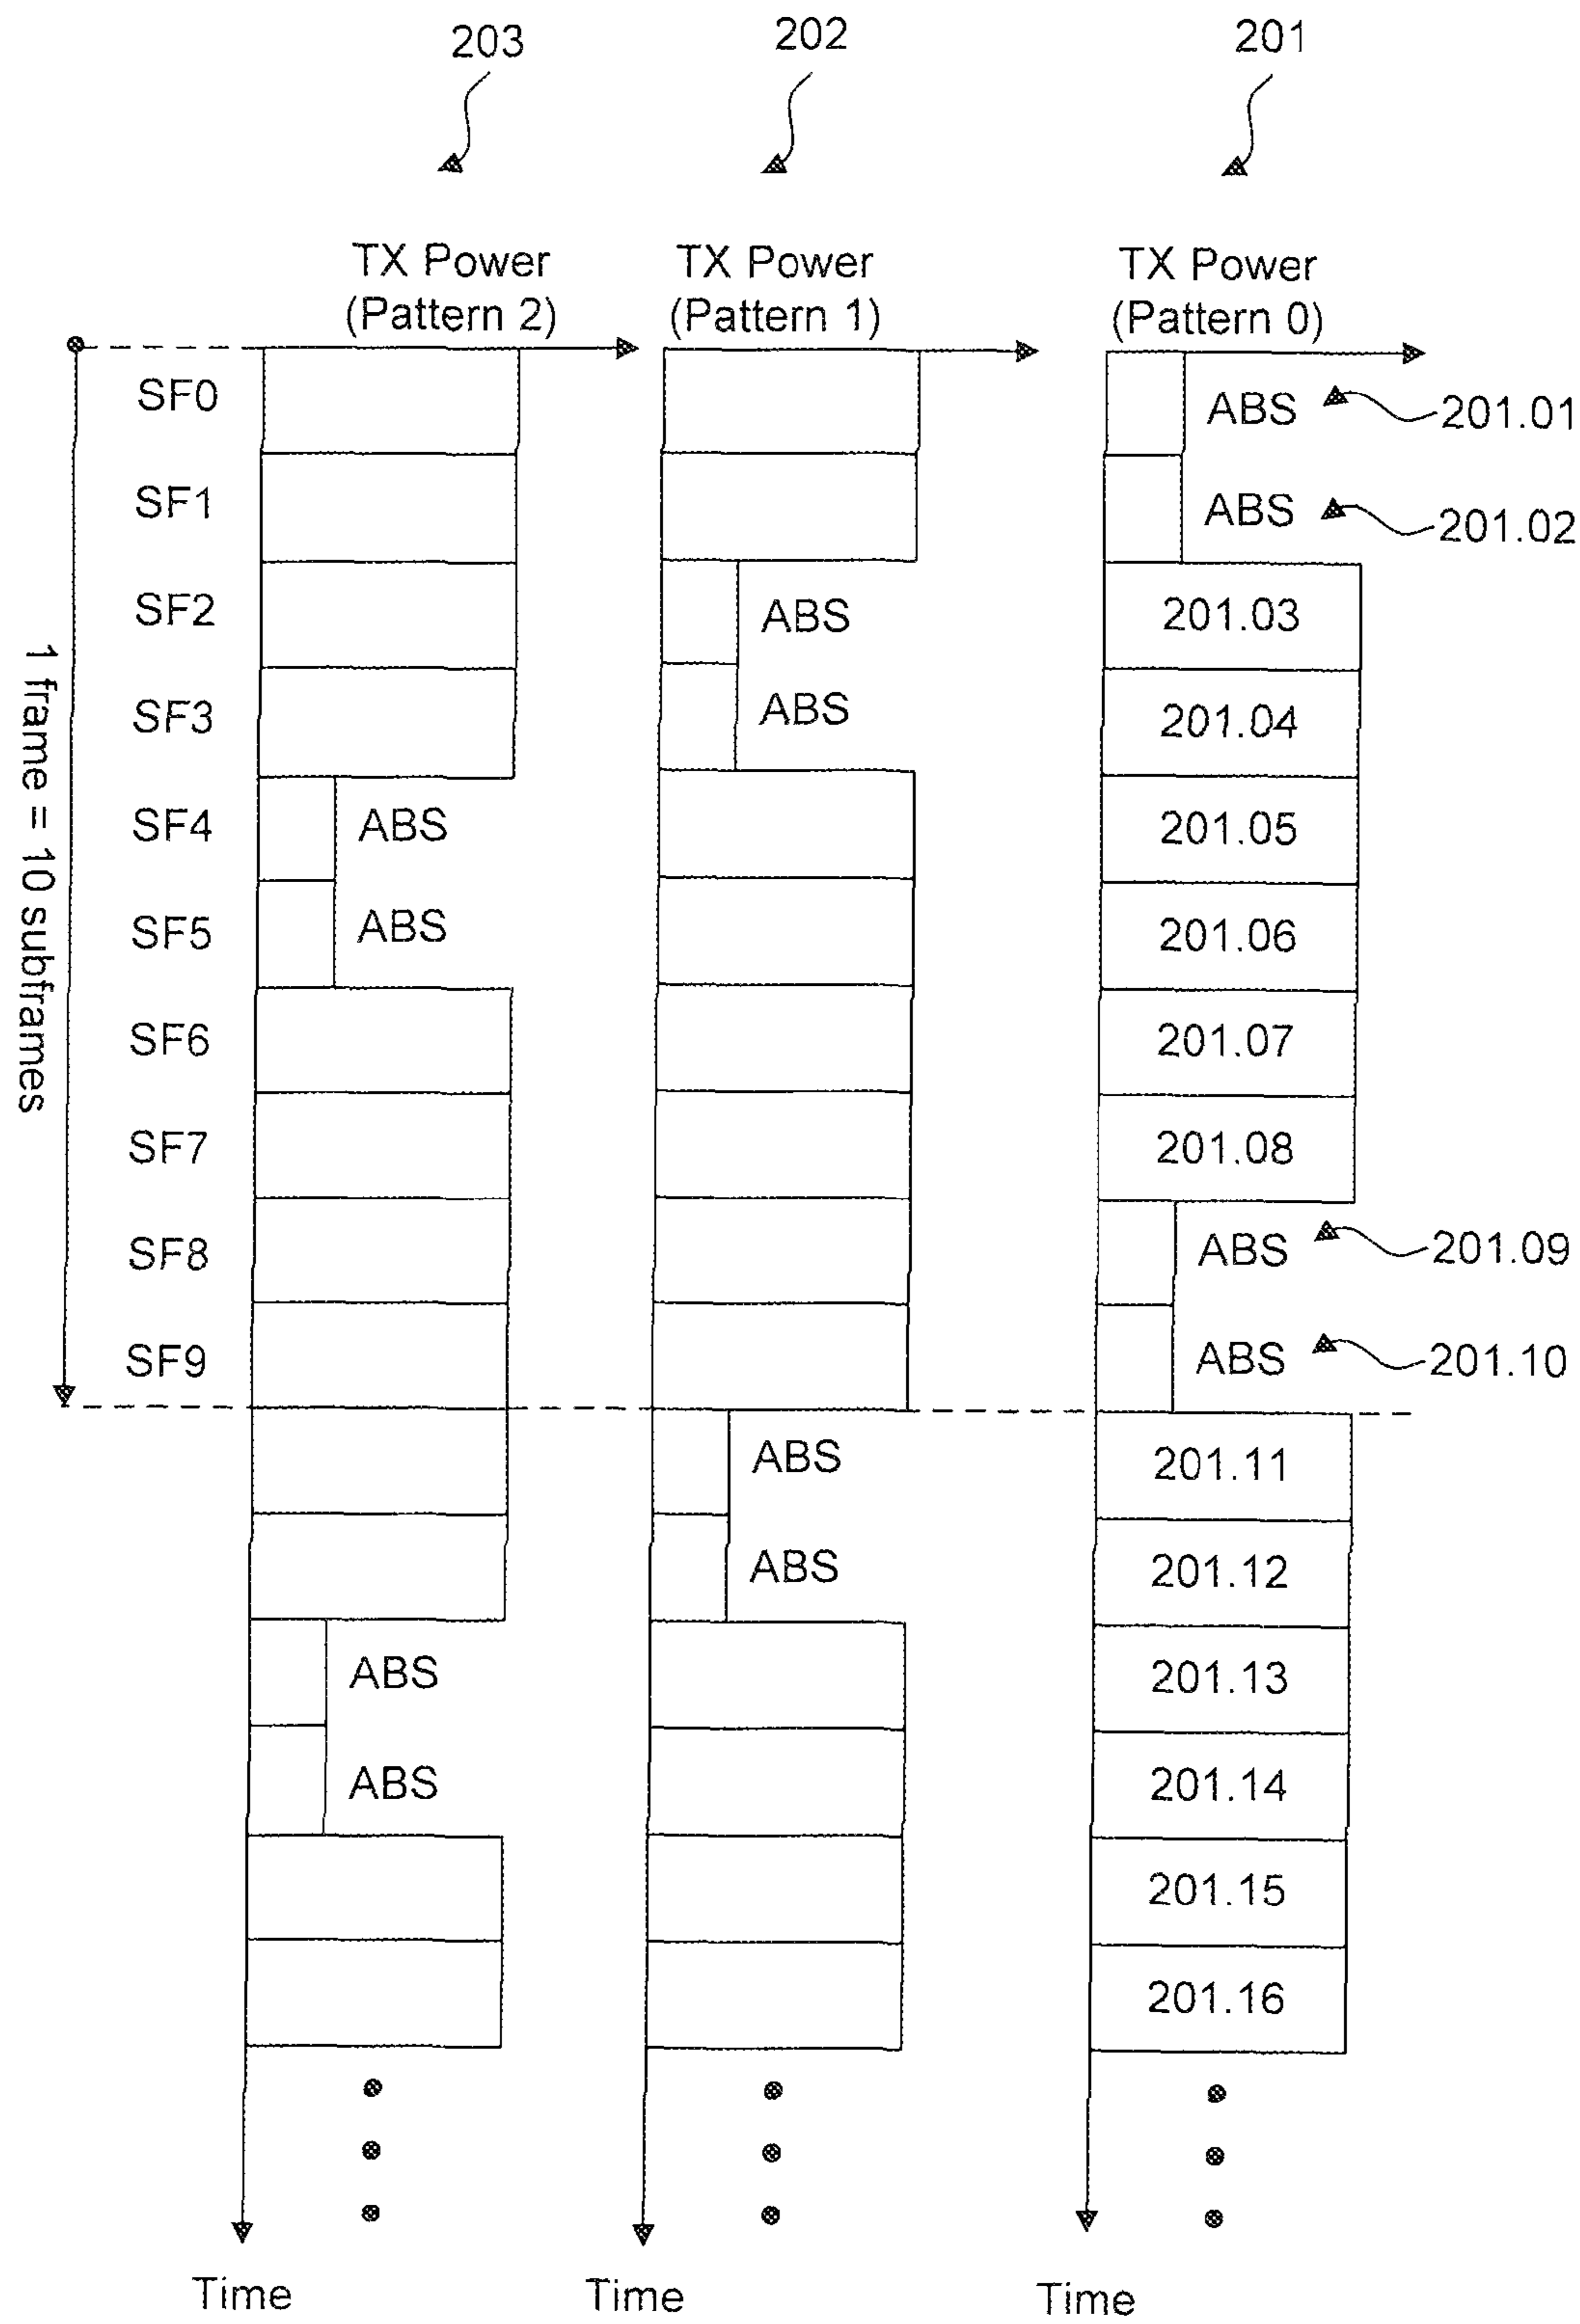 203
202
201
TX Power
(Pattern 2)
TX Power
(Pattern 1)
TX Power
(Pattern 0)
SF0
ABS
201.01
SF1
ABS
201.02
SF2
ABS
201.03
SF3
ABS
201.04
SF4
ABS
201.05
SF5
ABS
201.06
SF6
201.07
SF7
201.08
SF8
ABS
201.09
SF9
ABS
201.10
1 frame = 10 subframes
ABS
201.11
ABS
201.12
ABS
201.13
ABS
201.14
201.15
201.16
Time
Time
Time